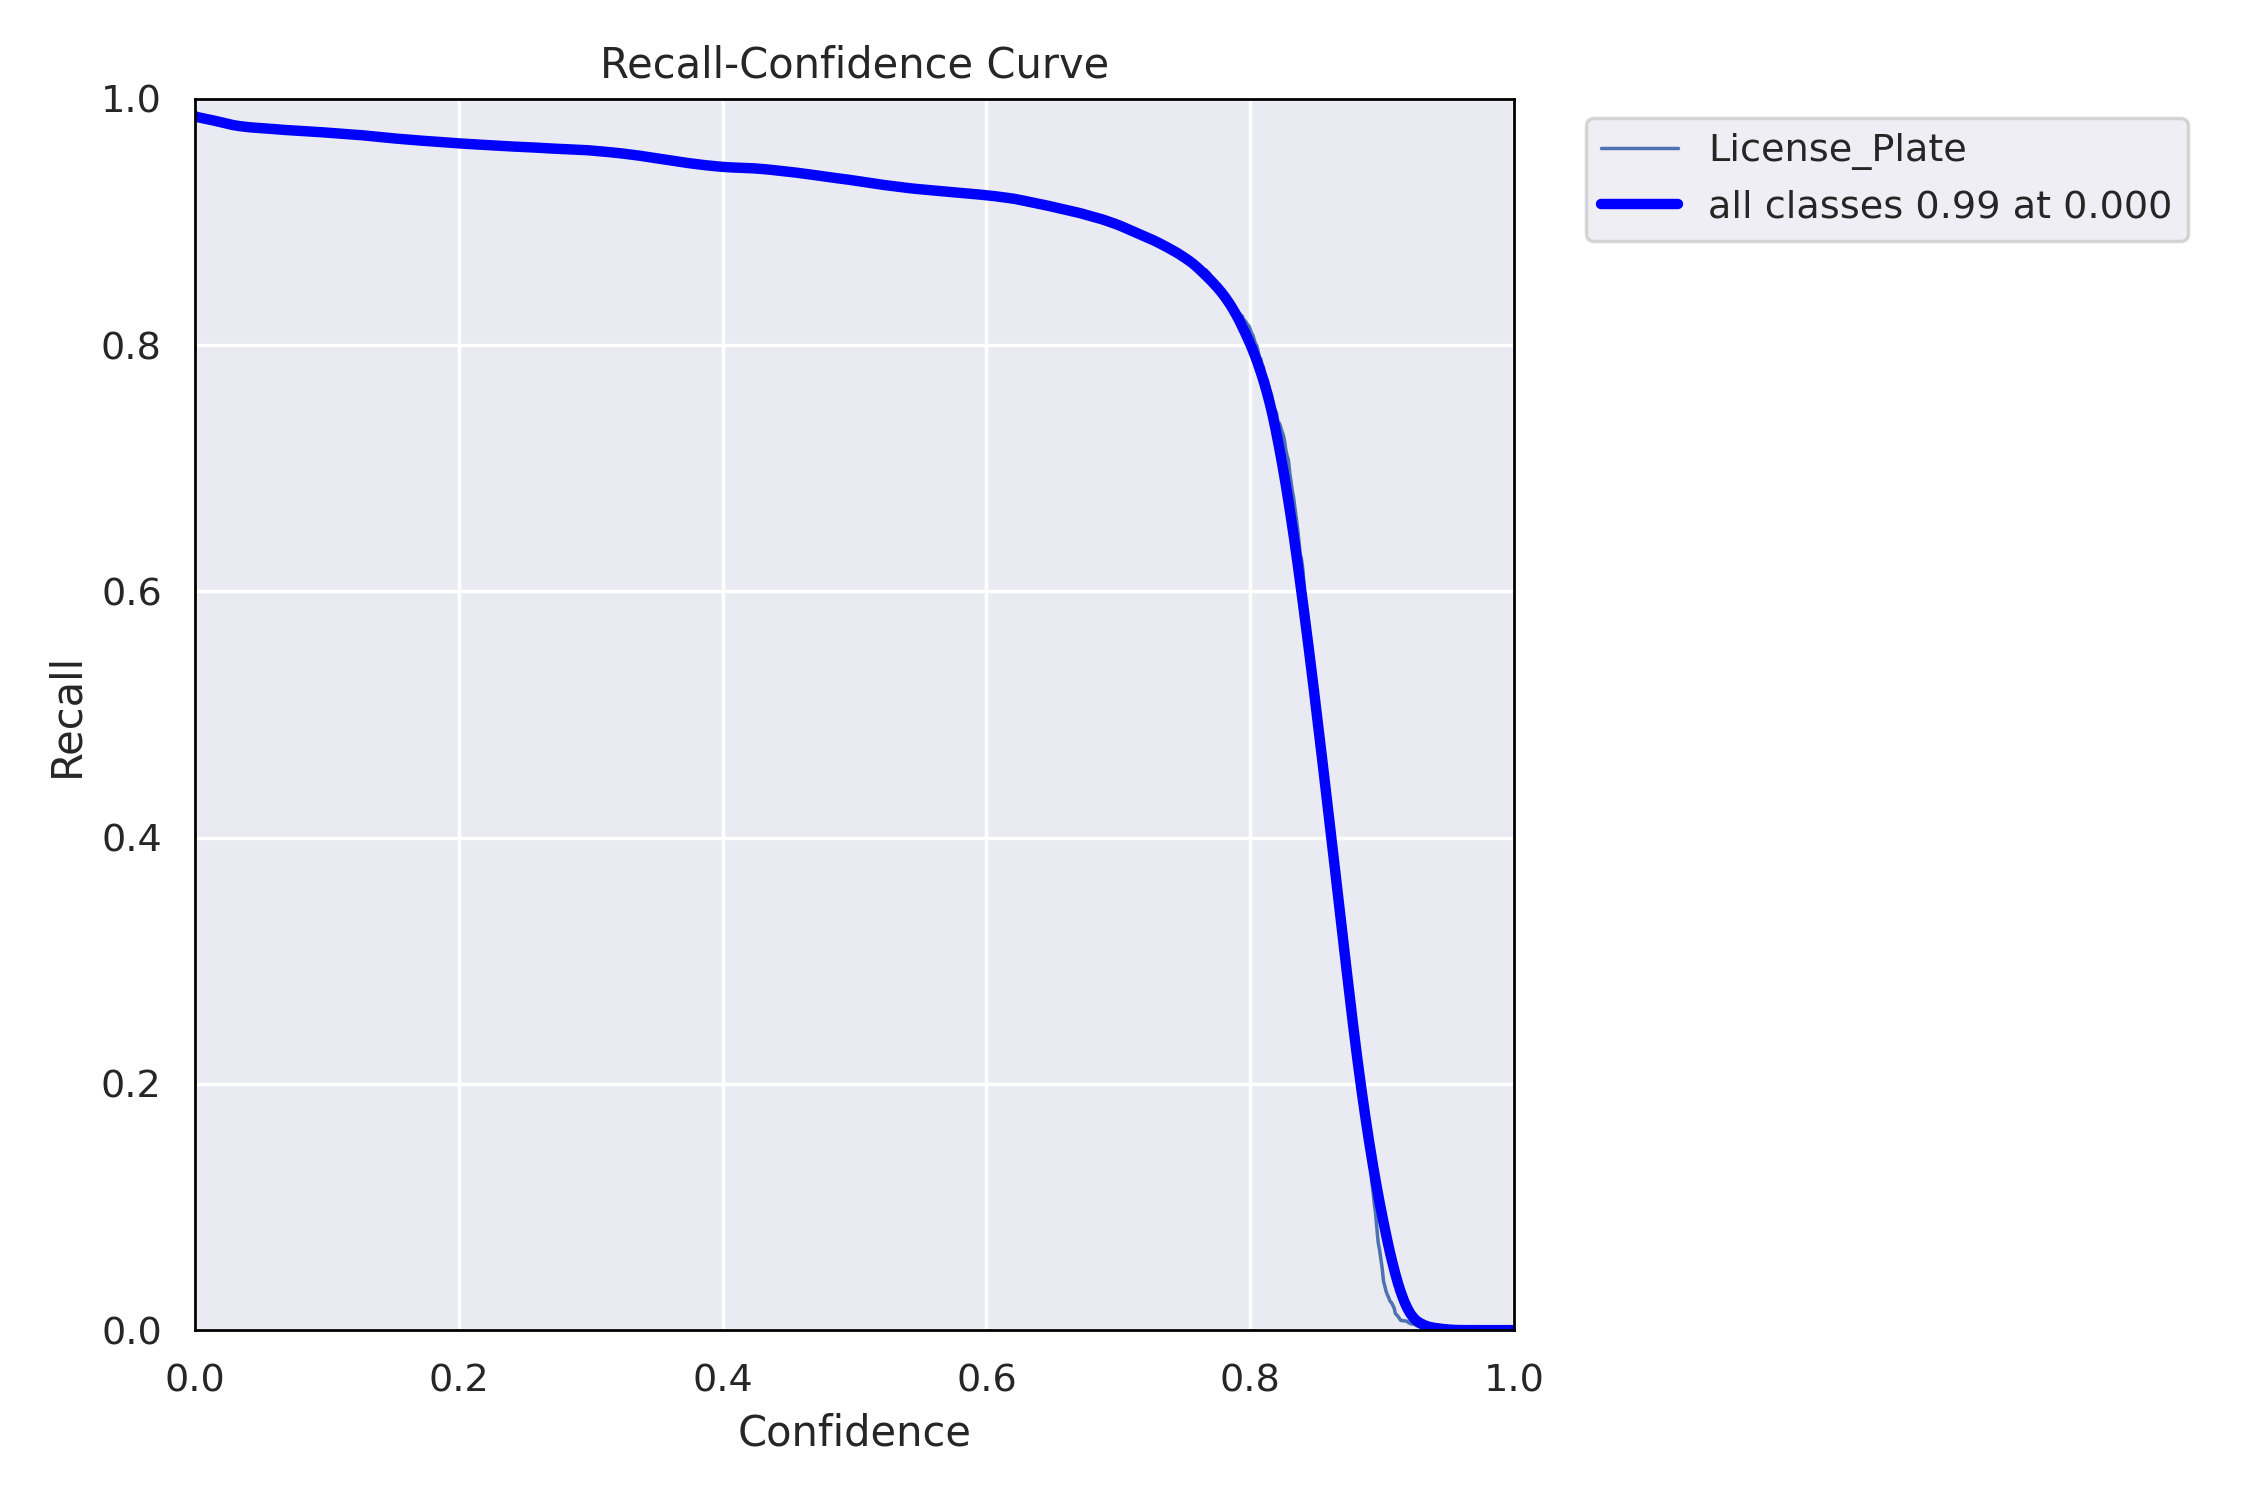 Recall-Confidence Curve
1.0
0.8
0.6
0.4
0.2
0.0
Recall
0.0 0.2 0.4 0.6 0.8 1.0
Confidence
License_Plate
all classes 0.99 at 0.000